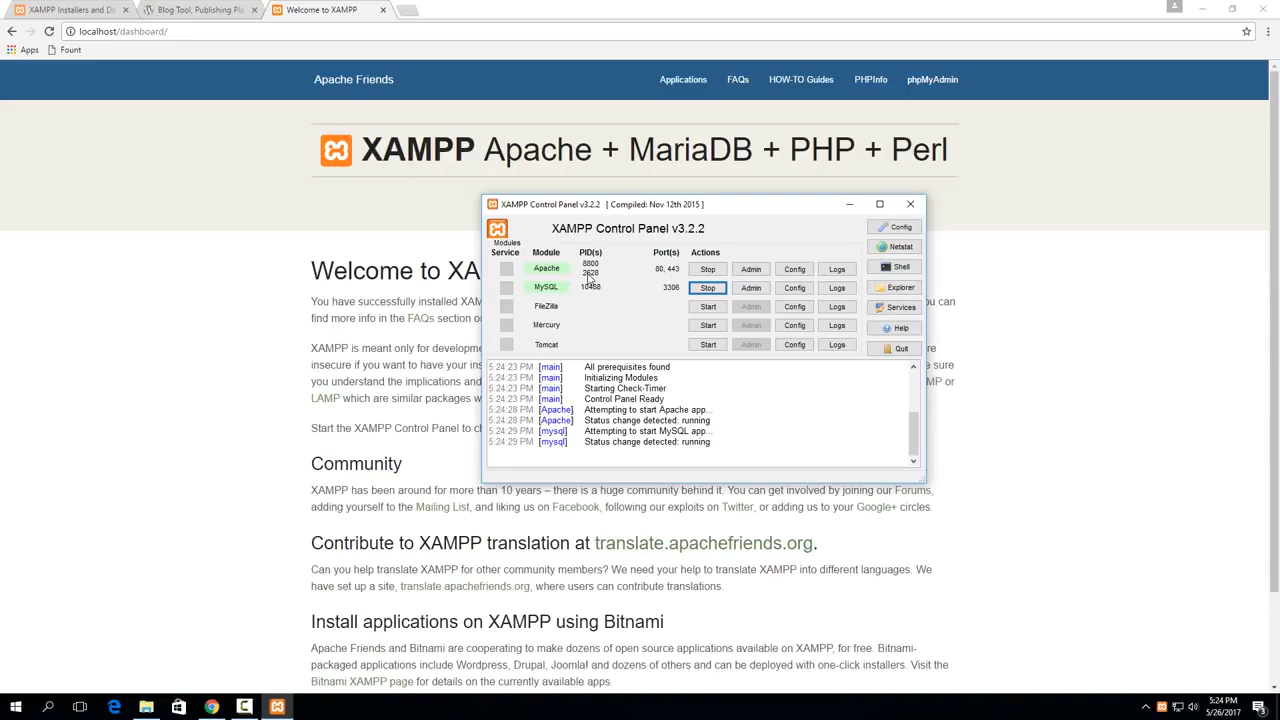 XAMPP Installers and Do
Blog Tool, Publishing Pla
Welcome to XAMPP
localhost/dashboard/
Apps
Fount
Apache Friends
Applications
FAQs
HOW-TO Guides
PHPInfo
phpMyAdmin
XAMPP Apache + MariaDB + PHP + Perl
Welcome to XA
You have successfully installed XAM
can
find more info in the FAQs section o
XAMPP is meant only for developme
re
insecure if you want to have your ins
sure
you understand the implications and
MP or
LAMP which are similar packages w
Start the XAMPP Control Panel to ch
XAMPP Control Panel v3.2.2 [ Compiled: Nov 12th 2015 ]
XAMPP Control Panel v3.2.2
Config
Modules
Service
Module
PID(s)
Port(s)
Actions
Netstat
Apache
8800
2628
80, 443
Stop
Admin
Config
Logs
Shell
MySQL
10488
3306
Stop
Admin
Config
Logs
Explorer
FileZilla
Start
Admin
Config
Logs
Services
Mercury
Start
Admin
Config
Logs
Help
Tomcat
Start
Admin
Config
Logs
Quit
5:24:23 PM [main] All prerequisites found
5:24:23 PM [main] Initializing Modules
5:24:23 PM [main] Starting Check-Timer
5:24:23 PM [main] Control Panel Ready
5:24:28 PM [Apache] Attempting to start Apache app...
5:24:28 PM [Apache] Status change detected: running
5:24:29 PM [mysql] Attempting to start MySQL app...
5:24:29 PM [mysql] Status change detected: running
Community
XAMPP has been around for more than 10 years – there is a huge community behind it. You can get involved by joining our Forums,
adding yourself to the Mailing List, and liking us on Facebook, following our exploits on Twitter, or adding us to your Google+ circles.
Contribute to XAMPP translation at translate.apachefriends.org.
Can you help translate XAMPP for other community members? We need your help to translate XAMPP into different languages. We
have set up a site, translate.apachefriends.org, where users can contribute translations.
Install applications on XAMPP using Bitnami
Apache Friends and Bitnami are cooperating to make dozens of open source applications available on XAMPP, for free. Bitnami-
packaged applications include Wordpress, Drupal, Joomla! and dozens of others and can be deployed with one-click installers. Visit the
Bitnami XAMPP page for details on the currently available apps.
5:24 PM
5/26/2017
3